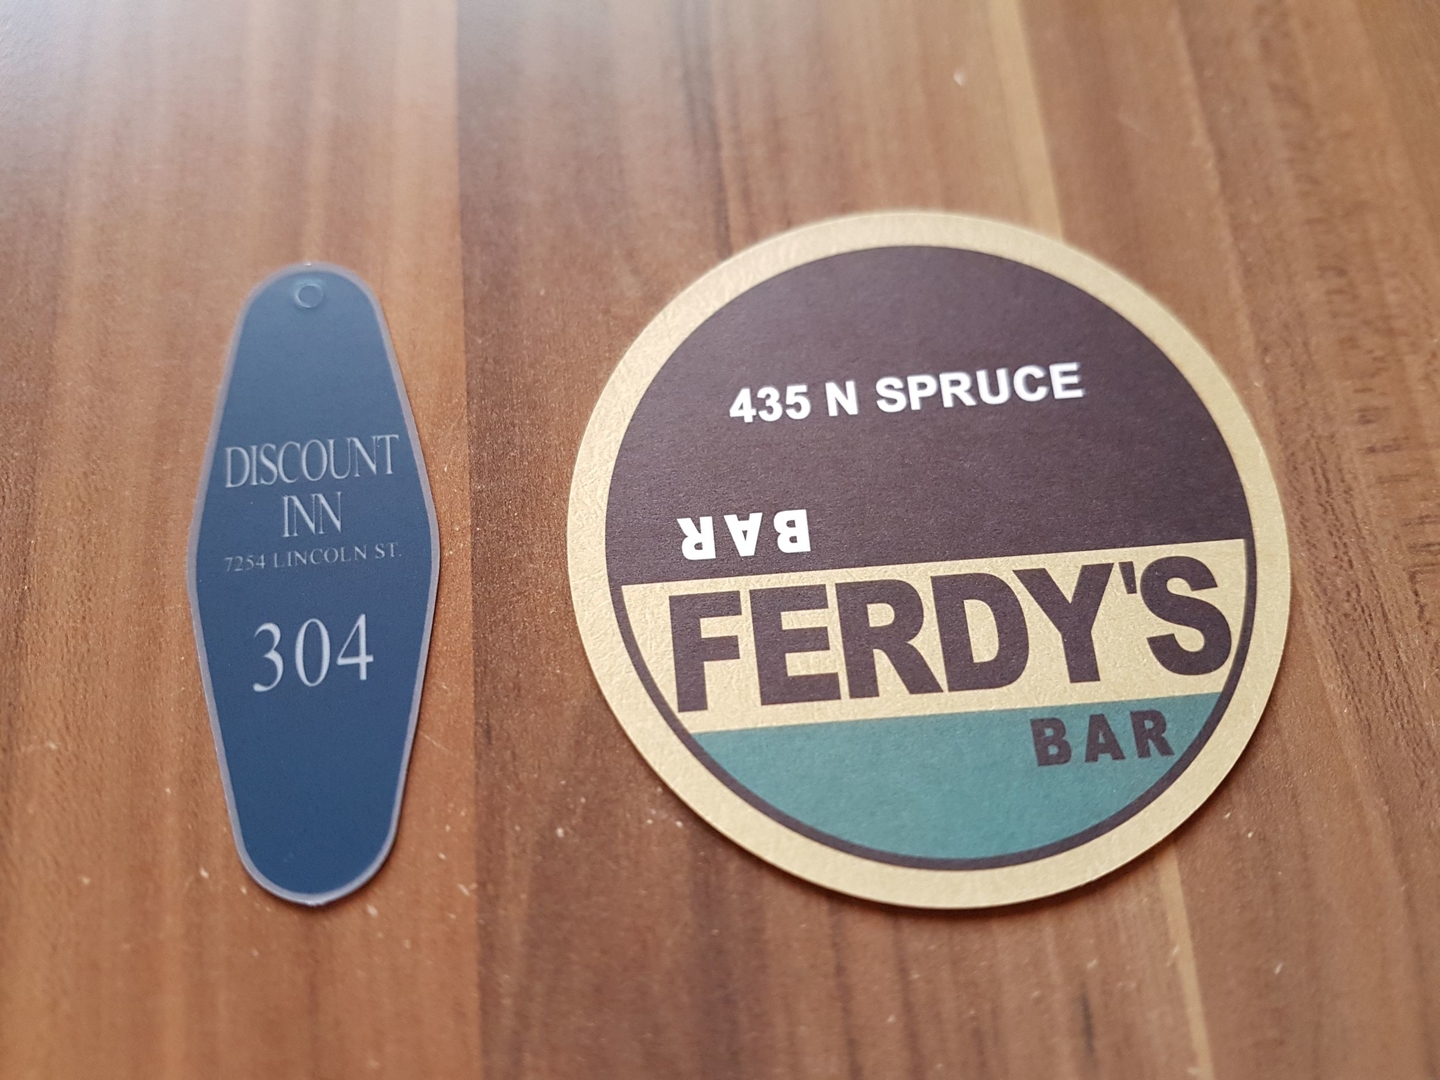 DISCOUNT
INN
7254 LINCOLN ST.
304
435 N SPRUCE
BAR
FERDY'S
BAR